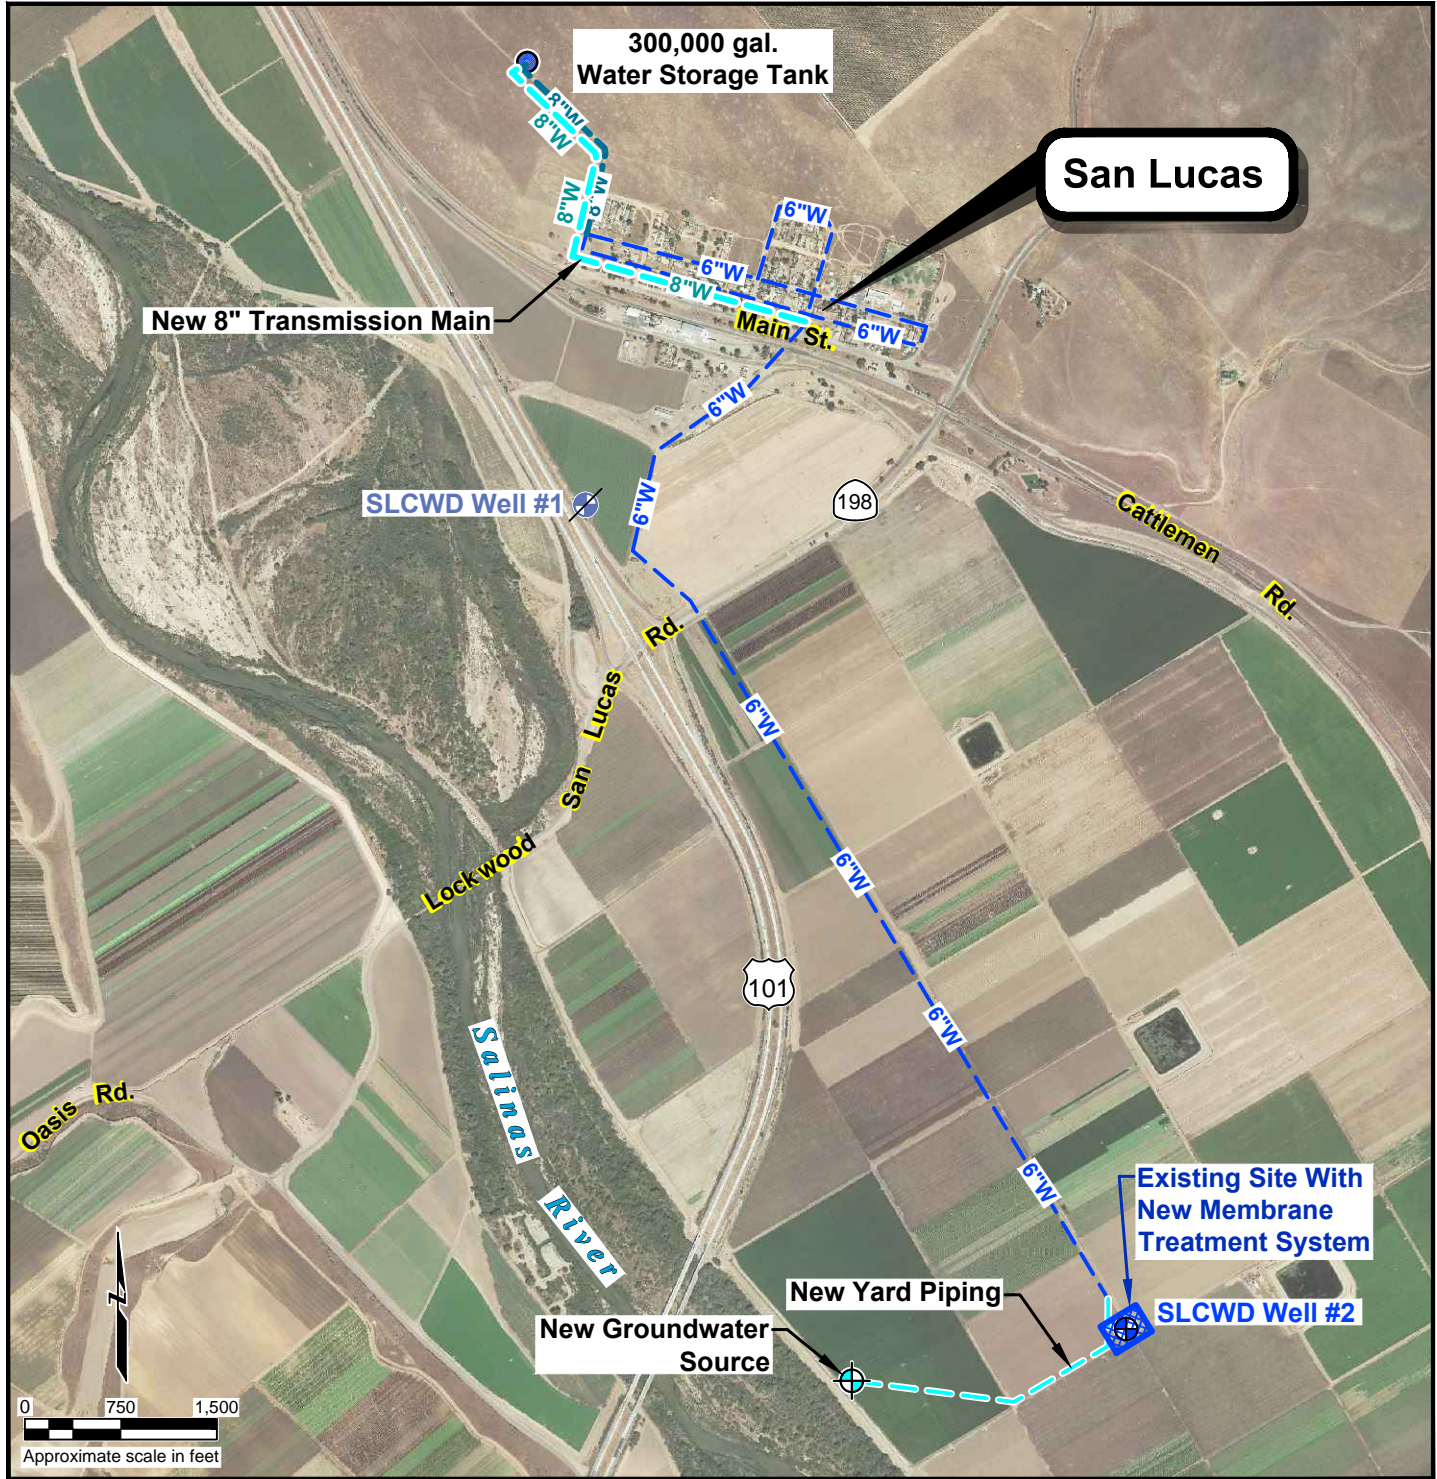 300,000 gal.
Water Storage Tank
8"W
8"W
8"W
8"W
San Lucas
6"W
6"W
8"W
New 8" Transmission Main
Main St.
6"W
6"W
SLCWD Well #1
6"W
198
Cattlemen Rd.
Lockwood San Lucas Rd.
6"W
6"W
101
6"W
Salinas River
Oasis Rd.
6"W
Existing Site With
New Membrane
Treatment System
New Yard Piping
SLCWD Well #2
New Groundwater
Source
N
0 750 1,500
Approximate scale in feet